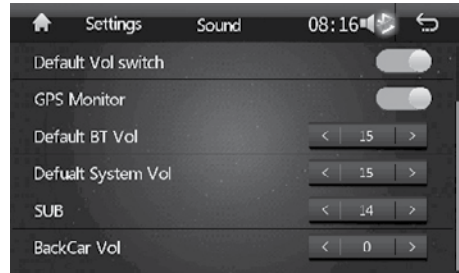 Settings Sound 08:16
Default Vol switch
GPS Monitor
Default BT Vol < 15 >
Defualt System Vol < 15 >
SUB < 14 >
BackCar Vol < 0 >